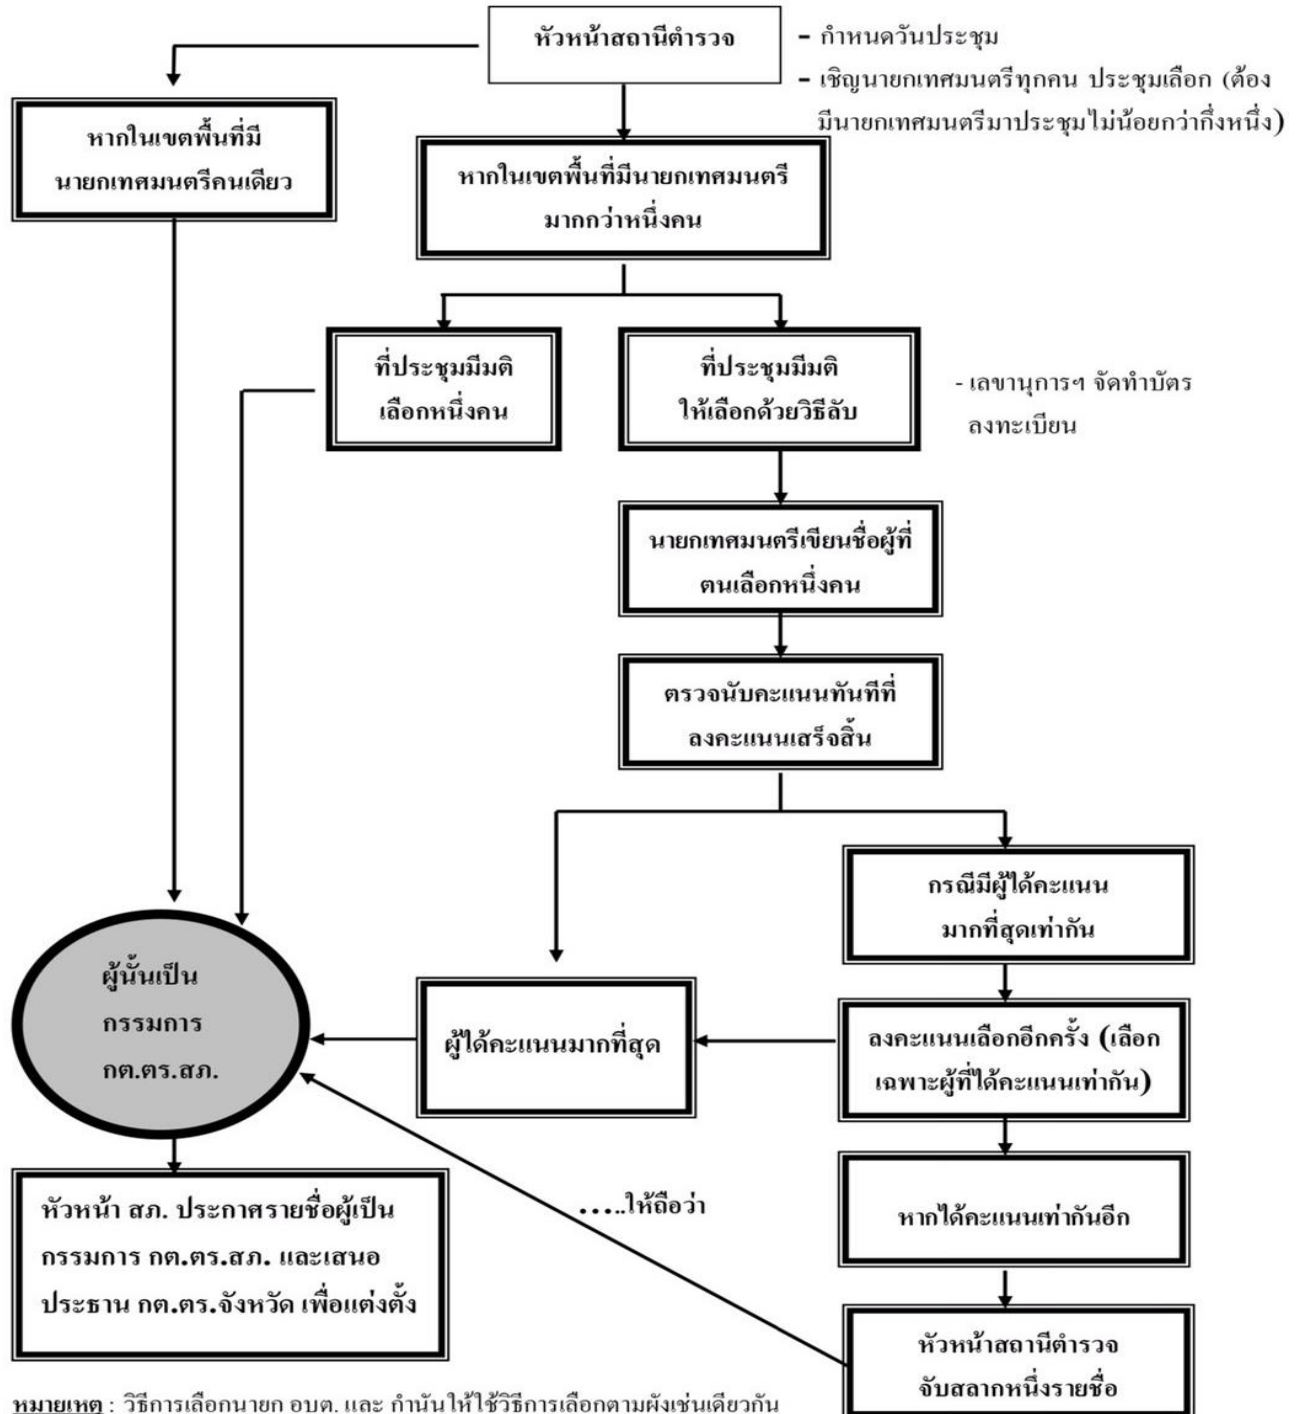 หัวหน้าสถานีตำรวจ
- กำหนดวันประชุม
- เชิญนายกเทศมนตรีทุกคน ประชุมเลือก (ต้อง
มีนายกเทศมนตรีมาประชุมไม่น้อยกว่ากึ่งหนึ่ง)
หากในเขตพื้นที่มี
นายกเทศมนตรีคนเดียว
หากในเขตพื้นที่มีนายกเทศมนตรี
มากกว่าหนึ่งคน
ที่ประชุมมีมติ
เลือกหนึ่งคน
ที่ประชุมมีมติ
ให้เลือกด้วยวิธีลับ
- เลขานุการฯ จัดทำบัตร
ลงทะเบียน
นายกเทศมนตรีเขียนชื่อผู้ที่
ตนเลือกหนึ่งคน
ตรวจนับคะแนนทันทีที่
ลงคะแนนเสร็จสิ้น
กรณีมีผู้ได้คะแนน
มากที่สุดเท่ากัน
ผู้นั้นเป็น
กรรมการ
กต.ตร.สภ.
ผู้ได้คะแนนมากที่สุด
ลงคะแนนเลือกอีกครั้ง (เลือก
เฉพาะผู้ที่ได้คะแนนเท่ากัน)
.....ให้ถือว่า
หากได้คะแนนเท่ากันอีก
หัวหน้า สภ. ประกาศรายชื่อผู้เป็น
กรรมการ กต.ตร.สภ. และเสนอ
ประธาน กต.ตร.จังหวัด เพื่อแต่งตั้ง
หัวหน้าสถานีตำรวจ
จับสลากหนึ่งรายชื่อ
หมายเหตุ : วิธีการเลือกนายก อบต. และ กำนันให้ใช้วิธีการเลือกตามผังเช่นเดียวกัน